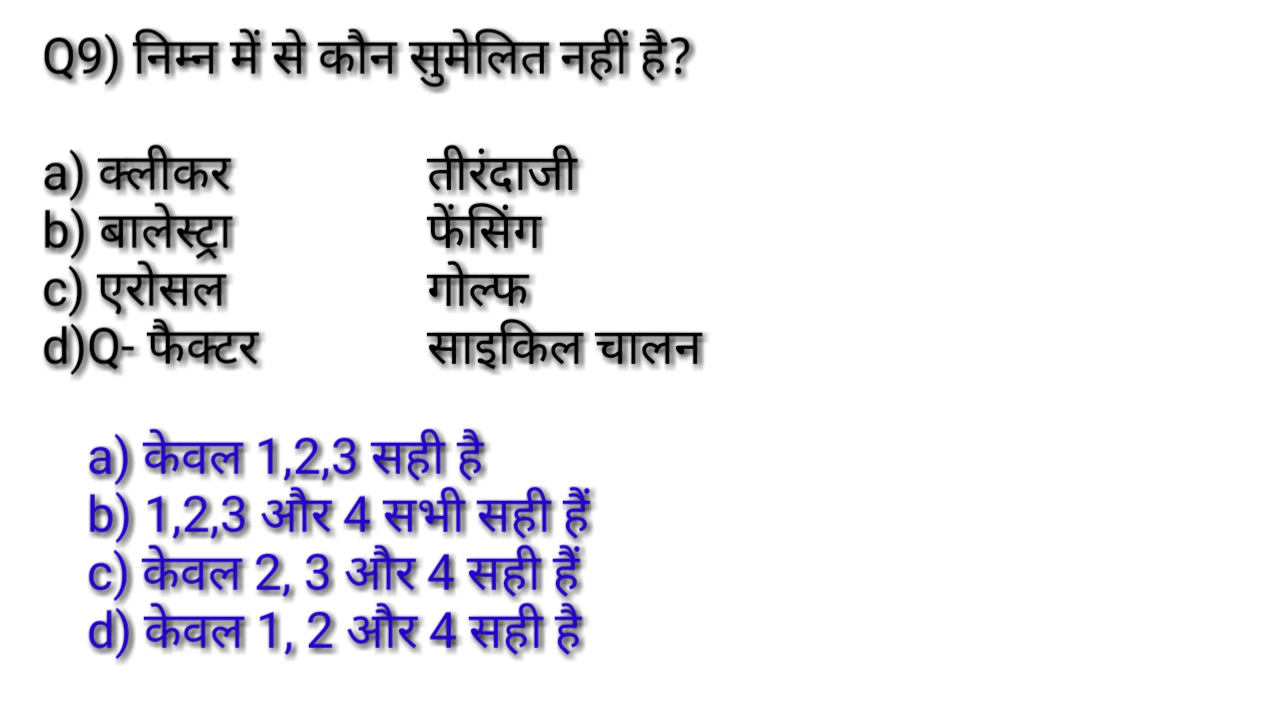 Q9) निम्न में से कौन सुमेलित नहीं है?
a) क्लीकर तीरंदाजी
b) बालेस्ट्रा फेंसिंग
c) एरोसल गोल्फ
d)Q- फैक्टर साइकिल चालन
a) केवल 1,2,3 सही है
b) 1,2,3 और 4 सभी सही हैं
c) केवल 2, 3 और 4 सही हैं
d) केवल 1, 2 और 4 सही है